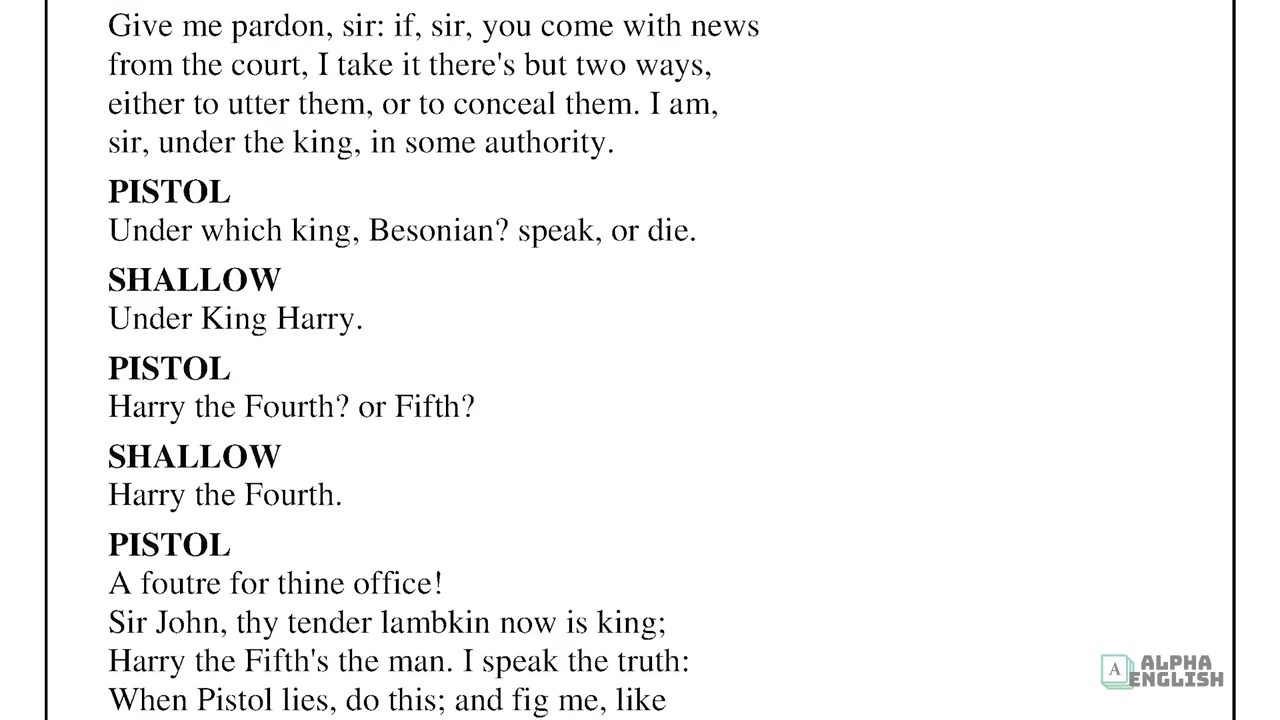 Give me pardon, sir: if, sir, you come with news
from the court, I take it there's but two ways,
either to utter them, or to conceal them. I am,
sir, under the king, in some authority.
PISTOL
Under which king, Besonian? speak, or die.
SHALLOW
Under King Harry.
PISTOL
Harry the Fourth? or Fifth?
SHALLOW
Harry the Fourth.
PISTOL
A foutre for thine office!
Sir John, thy tender lambkin now is king;
Harry the Fifth's the man. I speak the truth:
When Pistol lies, do this; and fig me, like
A ALPHA
ENGLISH